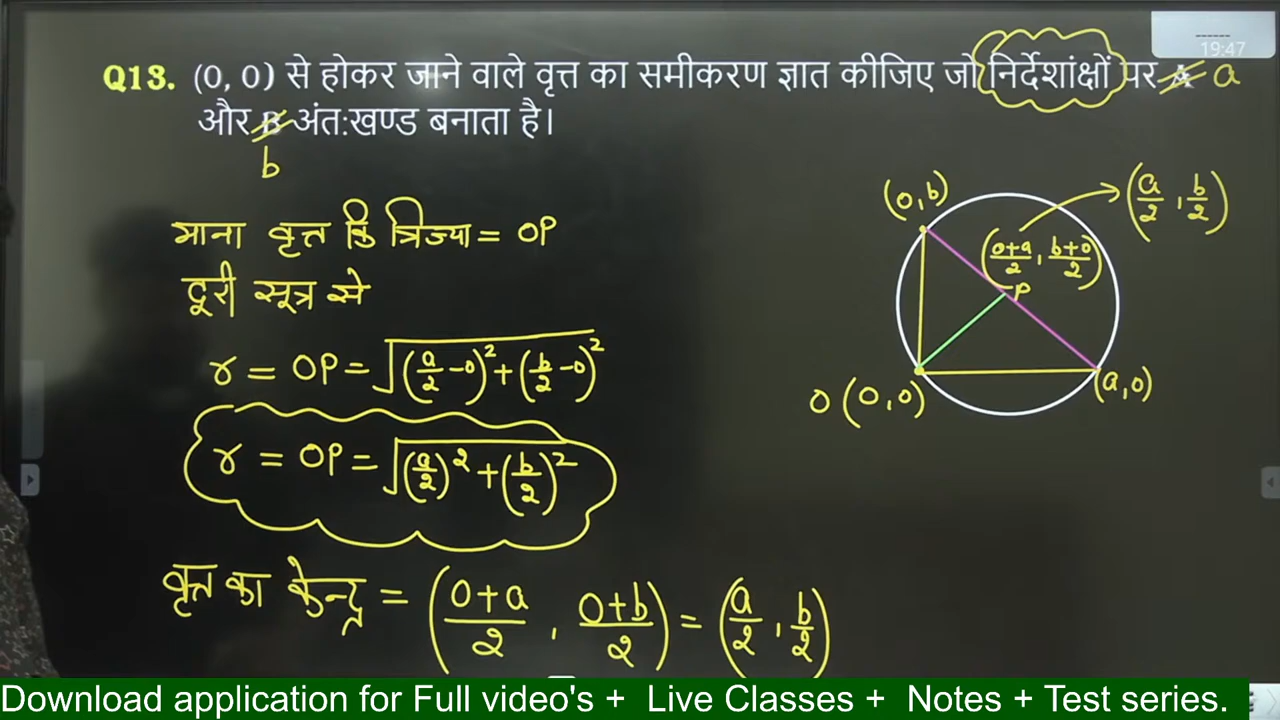 19:47
Q13. (0, 0) से होकर जाने वाले वृत्त का समीकरण ज्ञात कीजिए जो निर्देशांक्षों पर A a
और B अंत:खण्ड बनाता है।
b
माना वृत्त कि त्रिज्या = OP
दूरी सूत्र से
r = OP = √(a/2 - 0)² + (b/2 - 0)²
r = OP = √(a/2)² + (b/2)²
वृत्त का केन्द्र = (0+a/2 , 0+b/2) = (a/2 , b/2)
(0,b)
(a/2 , b/2)
(0+a/2 , b+0/2)
P
O (0,0)
(a,0)
Download application for Full video's + Live Classes + Notes + Test series.